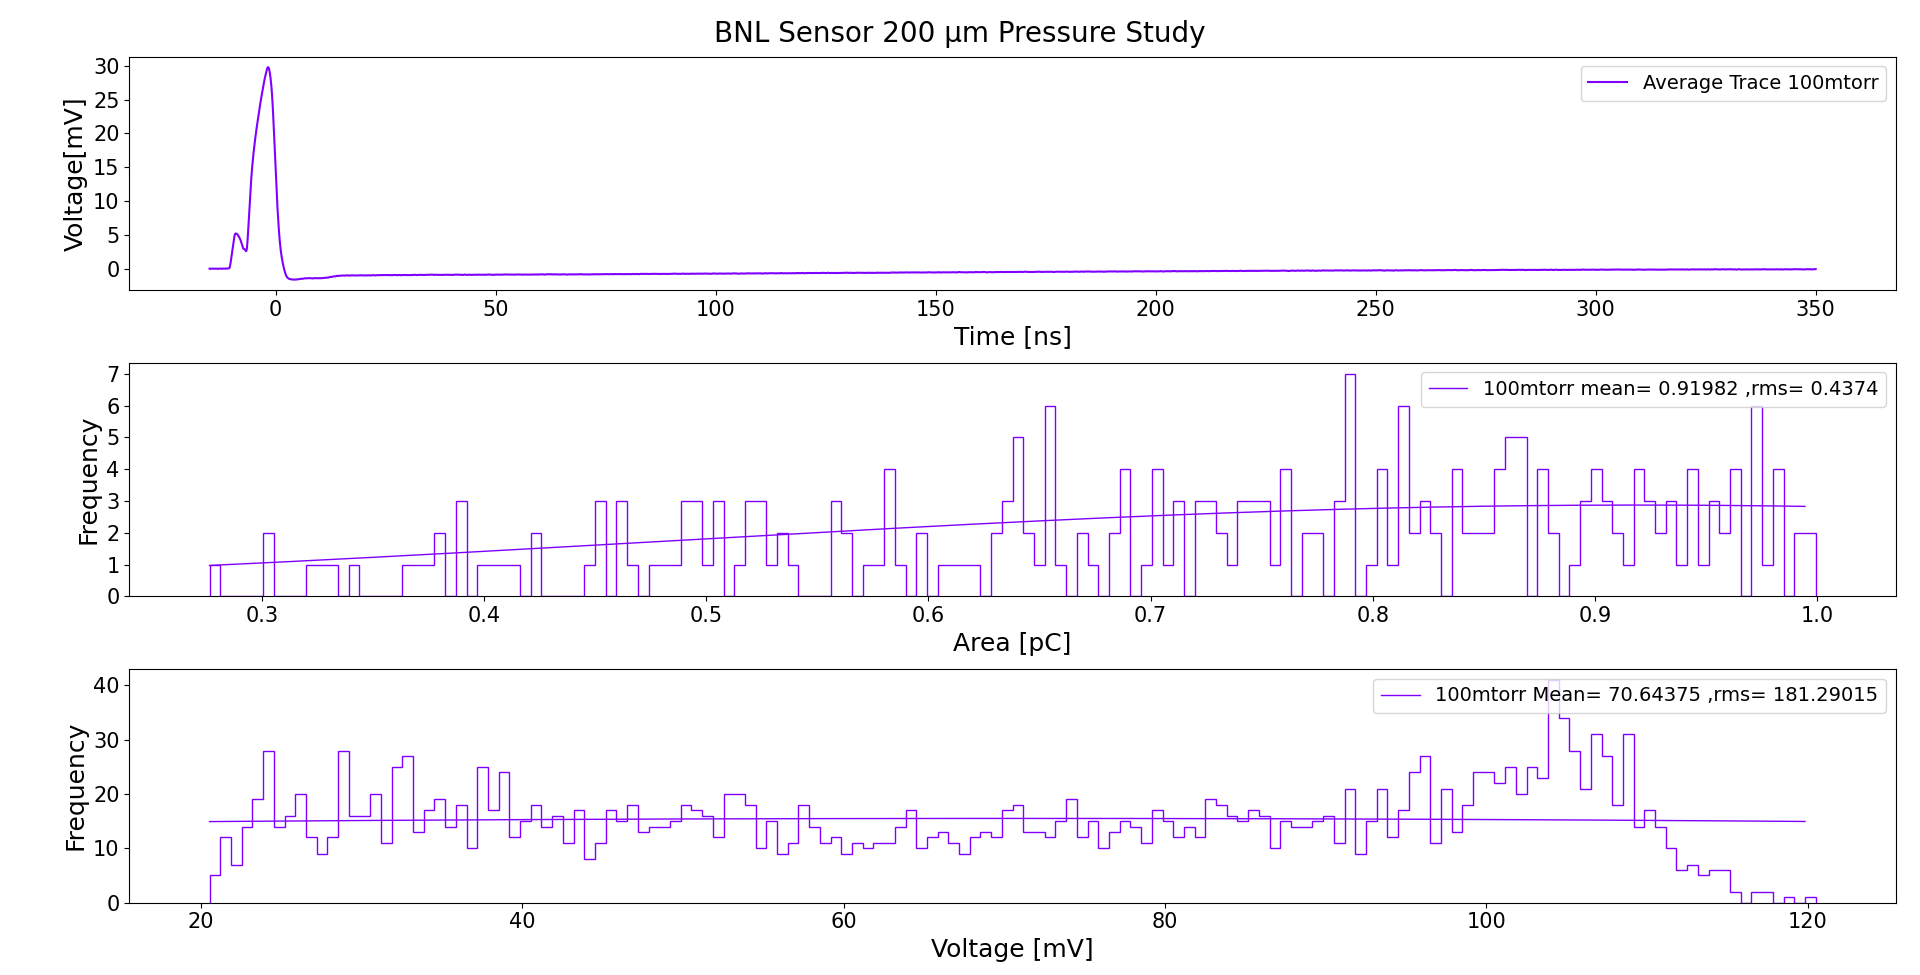 BNL Sensor 200 µm Pressure Study
30
25
20
15
10
5
0
Voltage[mV]
Average Trace 100mtorr
0 50 100 150 200 250 300 350
Time [ns]
7
6
5
4
3
2
1
0
Frequency
100mtorr mean= 0.91982 ,rms= 0.4374
0.3 0.4 0.5 0.6 0.7 0.8 0.9 1.0
Area [pC]
40
30
20
10
0
Frequency
100mtorr Mean= 70.64375 ,rms= 181.29015
20 40 60 80 100 120
Voltage [mV]